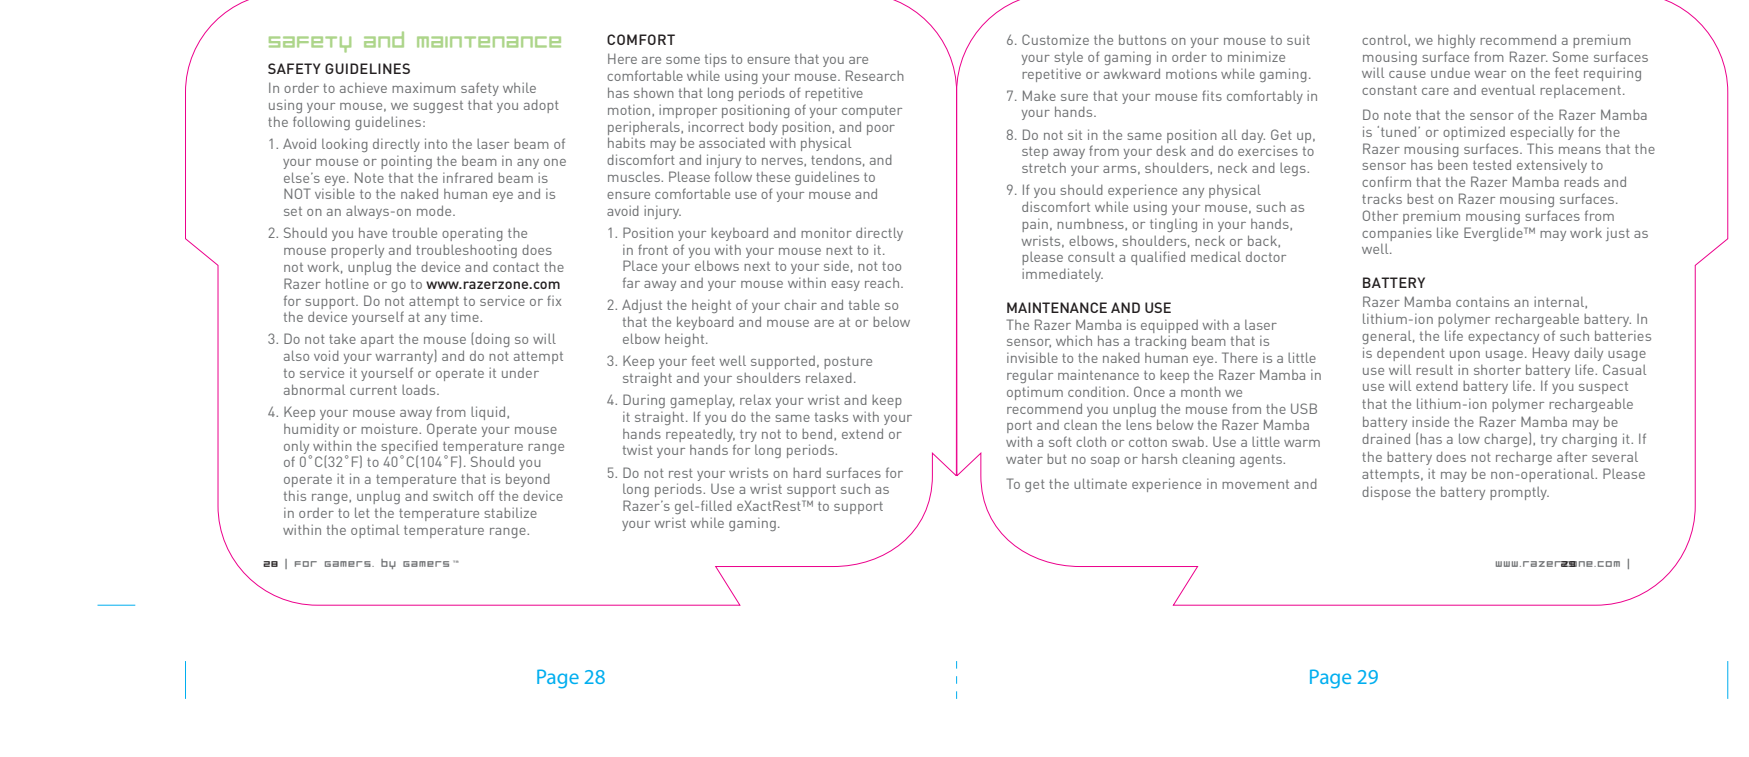 safety and maintenance
SAFETY GUIDELINES
In order to achieve maximum safety while
using your mouse, we suggest that you adopt
the following guidelines:
1. Avoid looking directly into the laser beam of
your mouse or pointing the beam in any one
else's eye. Note that the infrared beam is
NOT visible to the naked human eye and is
set on an always-on mode.
2. Should you have trouble operating the
mouse properly and troubleshooting does
not work, unplug the device and contact the
Razer hotline or go to www.razerzone.com
for support. Do not attempt to service or fix
the device yourself at any time.
3. Do not take apart the mouse (doing so will
also void your warranty) and do not attempt
to service it yourself or operate it under
abnormal current loads.
4. Keep your mouse away from liquid,
humidity or moisture. Operate your mouse
only within the specified temperature range
of 0˚C(32˚F) to 40˚C(104˚F). Should you
operate it in a temperature that is beyond
this range, unplug and switch off the device
in order to let the temperature stabilize
within the optimal temperature range.
COMFORT
Here are some tips to ensure that you are
comfortable while using your mouse. Research
has shown that long periods of repetitive
motion, improper positioning of your computer
peripherals, incorrect body position, and poor
habits may be associated with physical
discomfort and injury to nerves, tendons, and
muscles. Please follow these guidelines to
ensure comfortable use of your mouse and
avoid injury.
1. Position your keyboard and monitor directly
in front of you with your mouse next to it.
Place your elbows next to your side, not too
far away and your mouse within easy reach.
2. Adjust the height of your chair and table so
that the keyboard and mouse are at or below
elbow height.
3. Keep your feet well supported, posture
straight and your shoulders relaxed.
4. During gameplay, relax your wrist and keep
it straight. If you do the same tasks with your
hands repeatedly, try not to bend, extend or
twist your hands for long periods.
5. Do not rest your wrists on hard surfaces for
long periods. Use a wrist support such as
Razer's gel-filled eXactRest™ to support
your wrist while gaming.
28 | For gamers. by gamers™
6. Customize the buttons on your mouse to suit
your style of gaming in order to minimize
repetitive or awkward motions while gaming.
7. Make sure that your mouse fits comfortably in
your hands.
8. Do not sit in the same position all day. Get up,
step away from your desk and do exercises to
stretch your arms, shoulders, neck and legs.
9. If you should experience any physical
discomfort while using your mouse, such as
pain, numbness, or tingling in your hands,
wrists, elbows, shoulders, neck or back,
please consult a qualified medical doctor
immediately.
MAINTENANCE AND USE
The Razer Mamba is equipped with a laser
sensor, which has a tracking beam that is
invisible to the naked human eye. There is a little
regular maintenance to keep the Razer Mamba in
optimum condition. Once a month we
recommend you unplug the mouse from the USB
port and clean the lens below the Razer Mamba
with a soft cloth or cotton swab. Use a little warm
water but no soap or harsh cleaning agents.
To get the ultimate experience in movement and
control, we highly recommend a premium
mousing surface from Razer. Some surfaces
will cause undue wear on the feet requiring
constant care and eventual replacement.
Do note that the sensor of the Razer Mamba
is 'tuned' or optimized especially for the
Razer mousing surfaces. This means that the
sensor has been tested extensively to
confirm that the Razer Mamba reads and
tracks best on Razer mousing surfaces.
Other premium mousing surfaces from
companies like Everglide™ may work just as
well.
BATTERY
Razer Mamba contains an internal,
lithium-ion polymer rechargeable battery. In
general, the life expectancy of such batteries
is dependent upon usage. Heavy daily usage
use will result in shorter battery life. Casual
use will extend battery life. If you suspect
that the lithium-ion polymer rechargeable
battery inside the Razer Mamba may be
drained (has a low charge), try charging it. If
the battery does not recharge after several
attempts, it may be non-operational. Please
dispose the battery promptly.
www.razerzone.com | 29
Page 28
Page 29